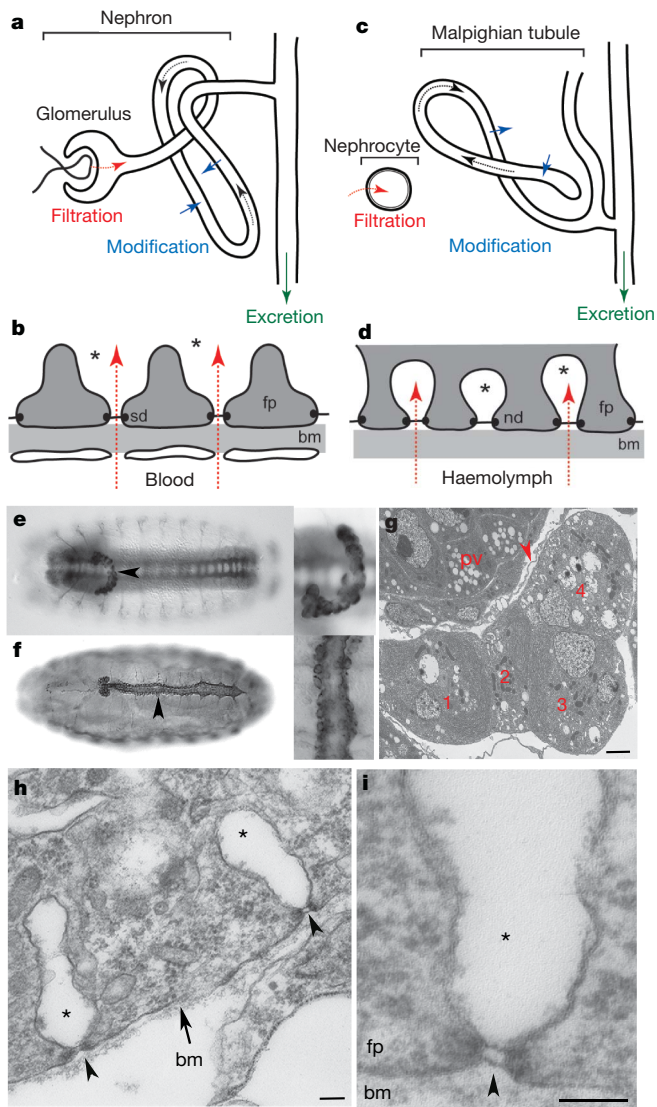 a
Nephron
Glomerulus
Filtration
Modification
Excretion
c
Malpighian tubule
Nephrocyte
Filtration
Modification
Excretion
b
*
*
sd
fp
bm
Blood
d
*
*
nd
fp
bm
Haemolymph
e
f
g
pv
4
1
2
3
h
*
*
bm
i
*
fp
bm